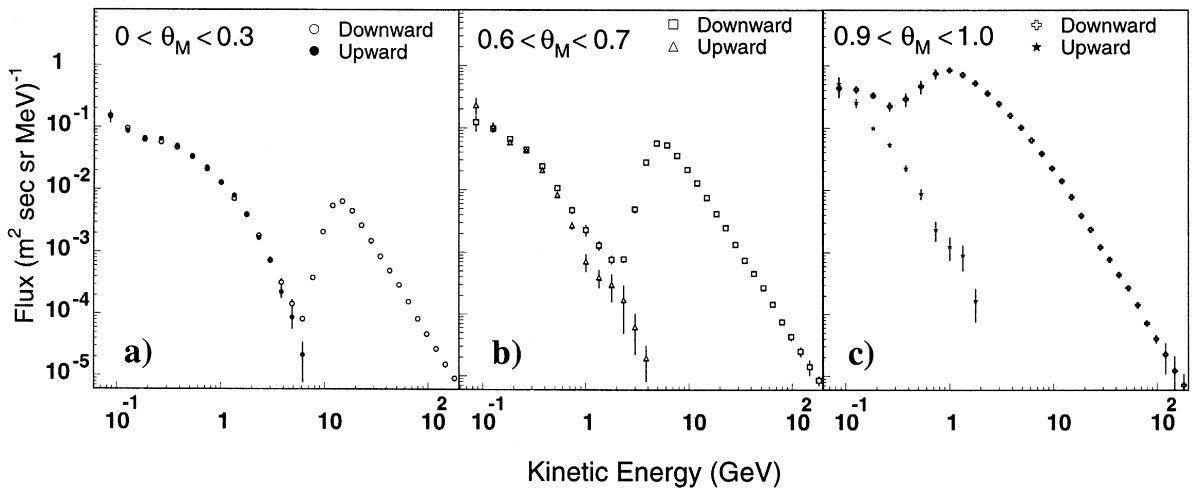 0 < θM < 0.3
Downward
Upward
0.6 < θM < 0.7
Downward
Upward
0.9 < θM < 1.0
Downward
Upward
Flux (m² sec sr MeV)⁻¹
1
10⁻¹
10⁻²
10⁻³
10⁻⁴
10⁻⁵
a)
b)
c)
10⁻¹ 1 10 10²
10⁻¹ 1 10 10²
10⁻¹ 1 10 10²
Kinetic Energy (GeV)